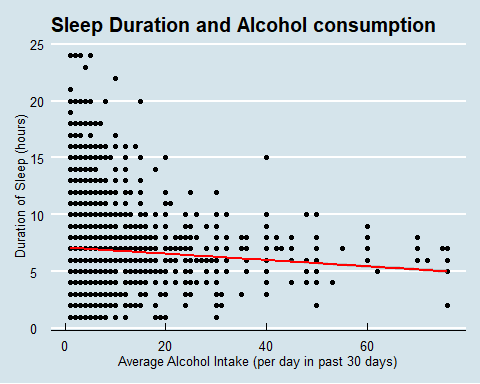 Sleep Duration and Alcohol consumption
25
20
15
10
5
0
Duration of Sleep (hours)
0 20 40 60
Average Alcohol Intake (per day in past 30 days)